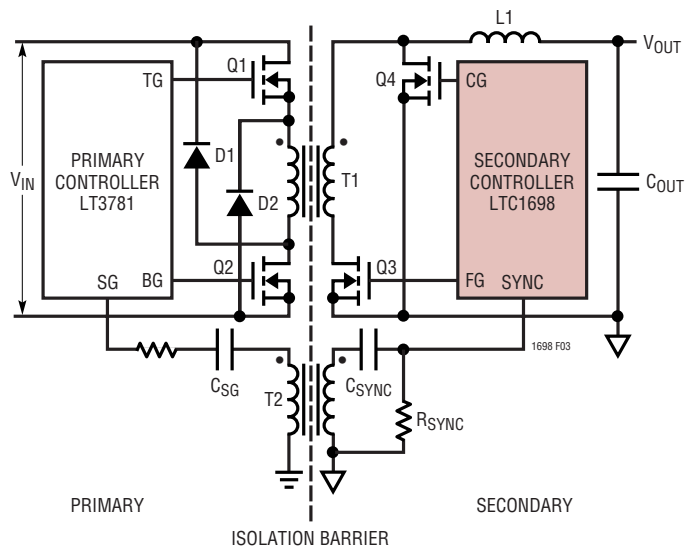 L1
VOUT
TG
Q1
Q4
CG
PRIMARY
CONTROLLER
LT3781
D1
D2
T1
SECONDARY
CONTROLLER
LTC1698
COUT
VIN
SG
BG
Q2
Q3
FG
SYNC
1698 F03
CSG
T2
CSYNC
RSYNC
PRIMARY
SECONDARY
ISOLATION BARRIER